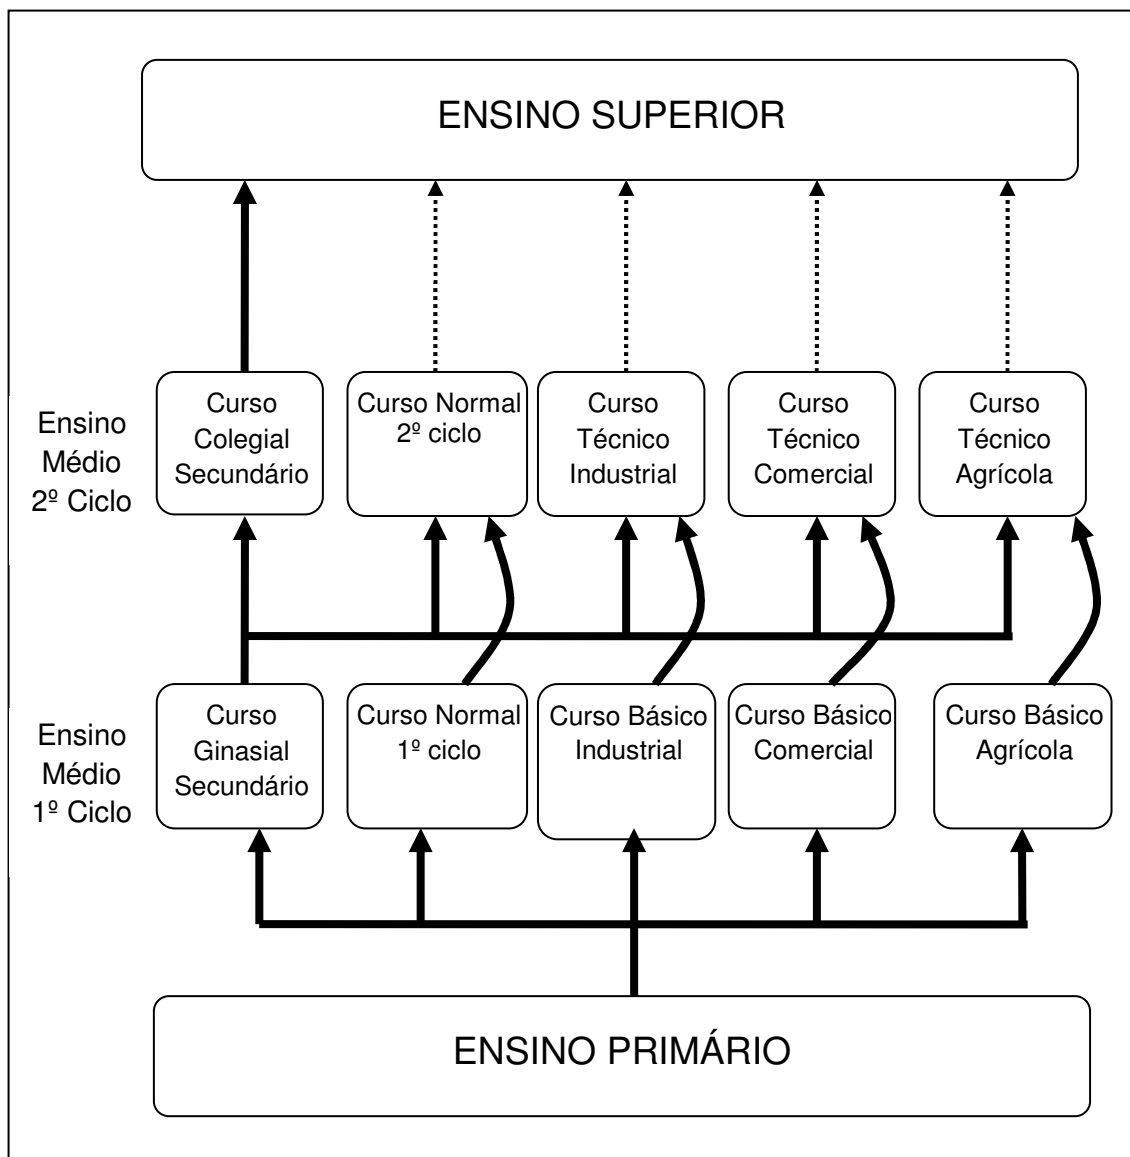 ENSINO SUPERIOR
Ensino
Médio
2º Ciclo
Curso
Colegial
Secundário
Curso Normal
2º ciclo
Curso
Técnico
Industrial
Curso
Técnico
Comercial
Curso
Técnico
Agrícola
Ensino
Médio
1º Ciclo
Curso
Ginasial
Secundário
Curso Normal
1º ciclo
Curso Básico
Industrial
Curso Básico
Comercial
Curso Básico
Agrícola
ENSINO PRIMÁRIO